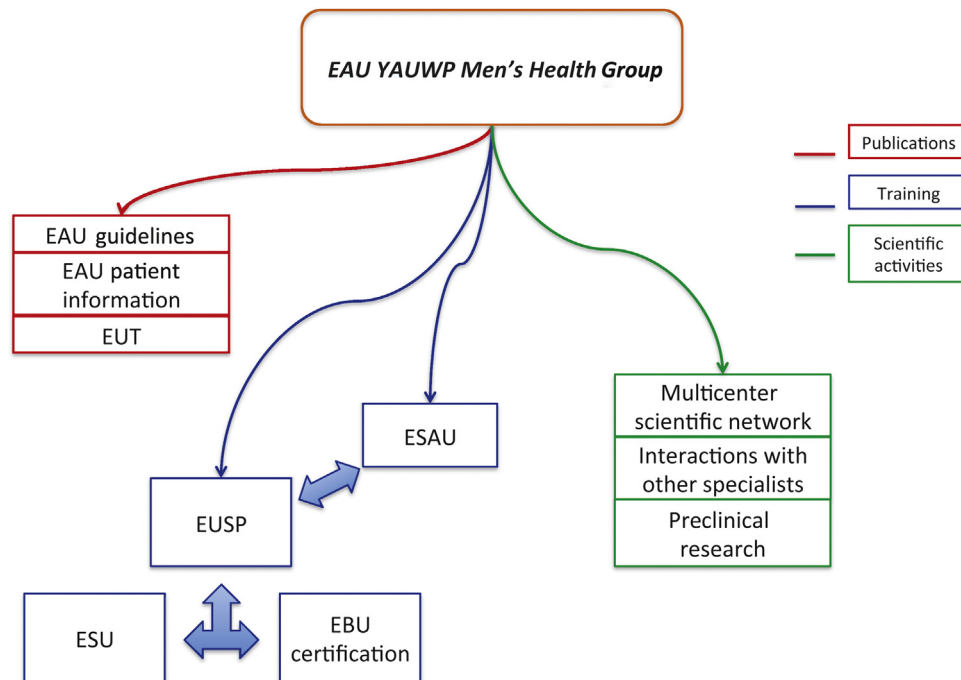 EAU YAUWP Men’s Health Group
Publications
Training
Scientific
activities
EAU guidelines
EAU patient
information
EUT
ESAU
EUSP
ESU
EBU
certification
Multicenter
scientific network
Interactions with
other specialists
Preclinical
research